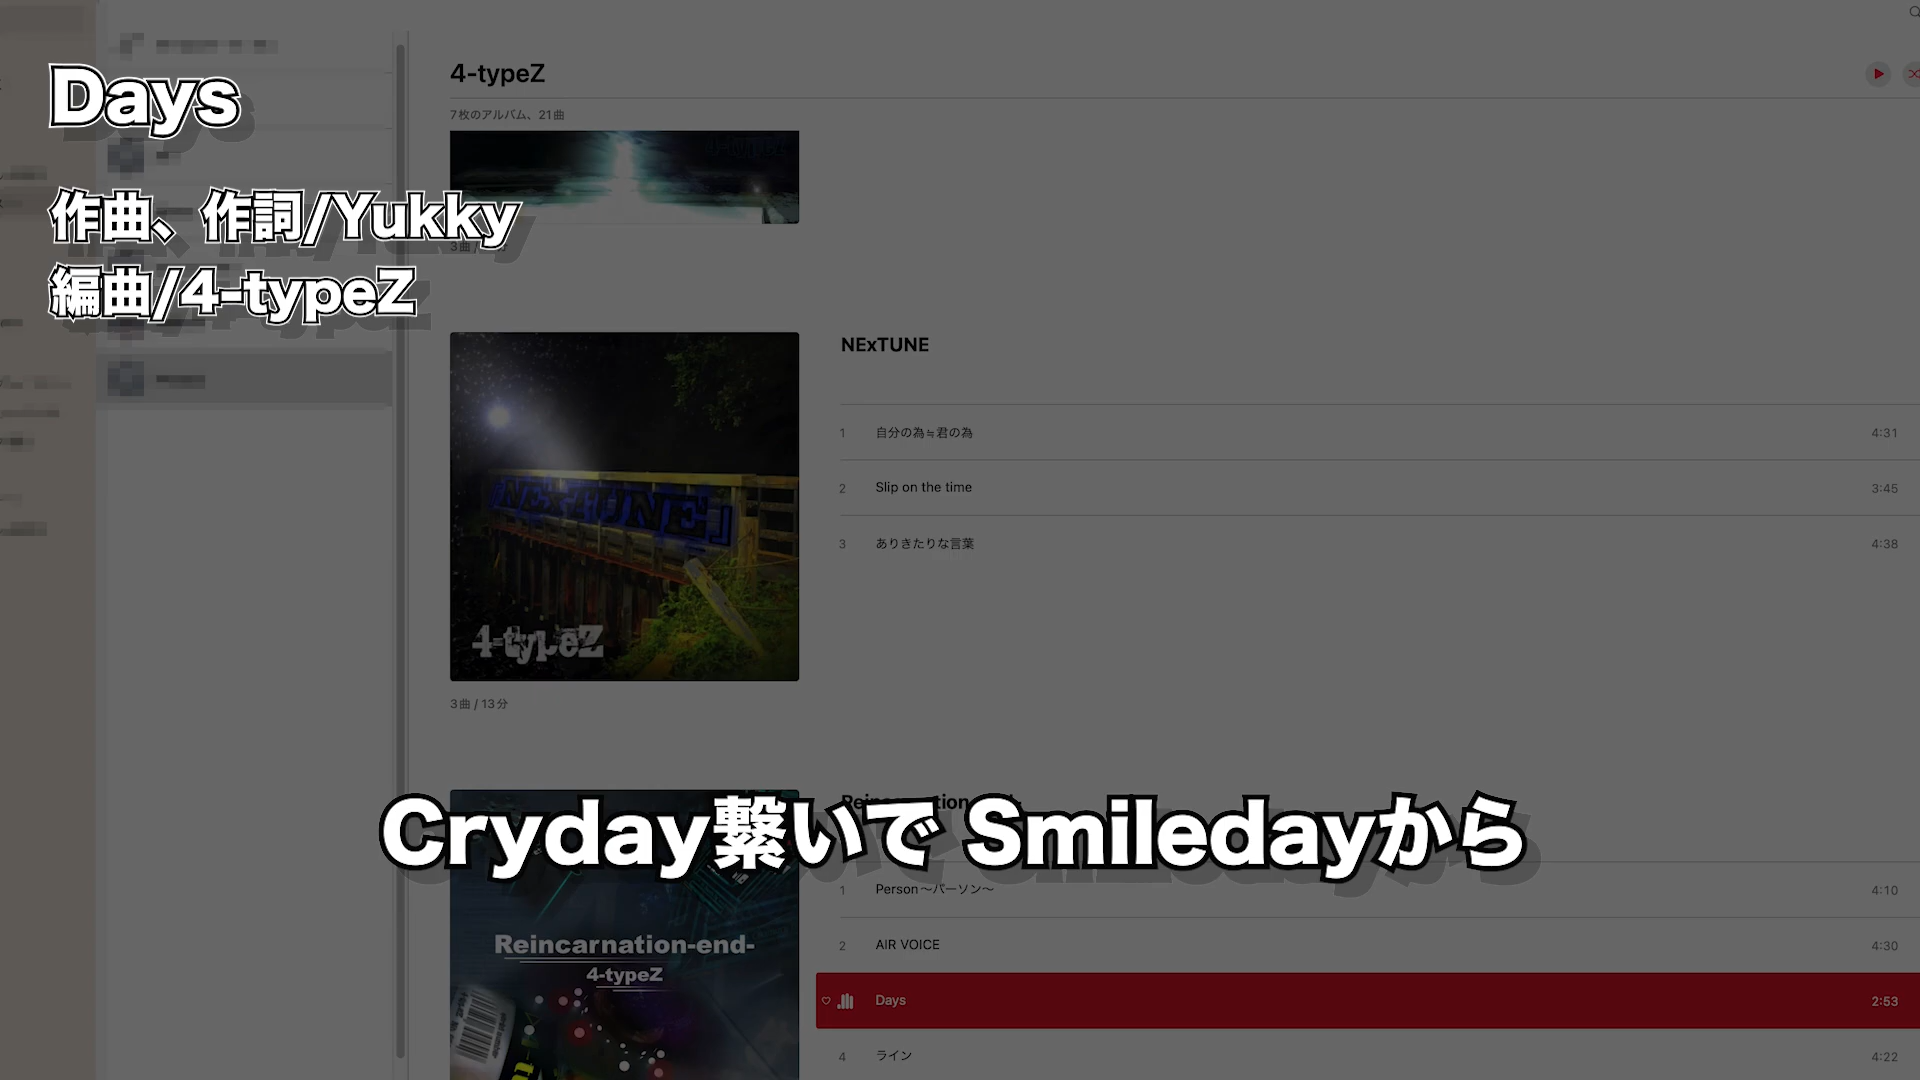 Days
作曲、作詞/Yukky
編曲/4-typeZ
4-typeZ
7枚のアルバム、21曲
NExTUNE
1 自分の為≒君の為 4:31
2 Slip on the time 3:45
3 ありきたりな言葉 4:38
「NEXTUNE」
4-typeZ
3曲 / 13分
Cryday繋いで Smiledayから
1 Person〜パーソン〜 4:10
2 AIR VOICE 4:30
Days 2:53
4 ライン 4:22
Reincarnation-end-
4-typeZ